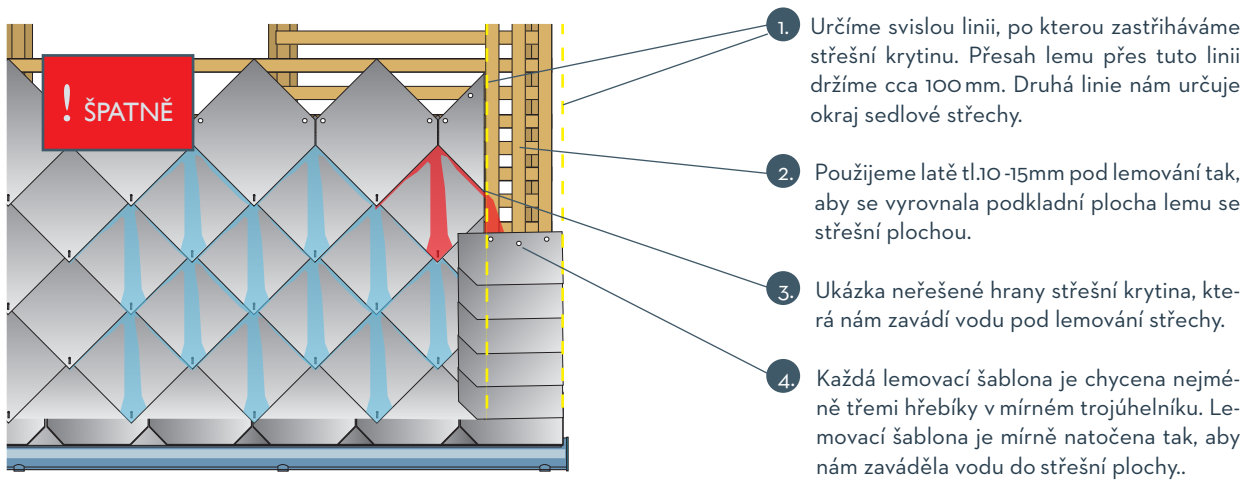 ! ŠPATNĚ
1. Určíme svislou linii, po kterou zastřiháváme
střešní krytinu. Přesah lemu přes tuto linii
držíme cca 100 mm. Druhá linie nám určuje
okraj sedlové střechy.
2. Použijeme latě tl.10 -15mm pod lemování tak,
aby se vyrovnala podkladní plocha lemu se
střešní plochou.
3. Ukázka neřešené hrany střešní krytina, kte-
rá nám zavádí vodu pod lemování střechy.
4. Každá lemovací šablona je chycena nejmé-
ně třemi hřebíky v mírném trojúhelníku. Le-
movací šablona je mírně natočena tak, aby
nám zaváděla vodu do střešní plochy..